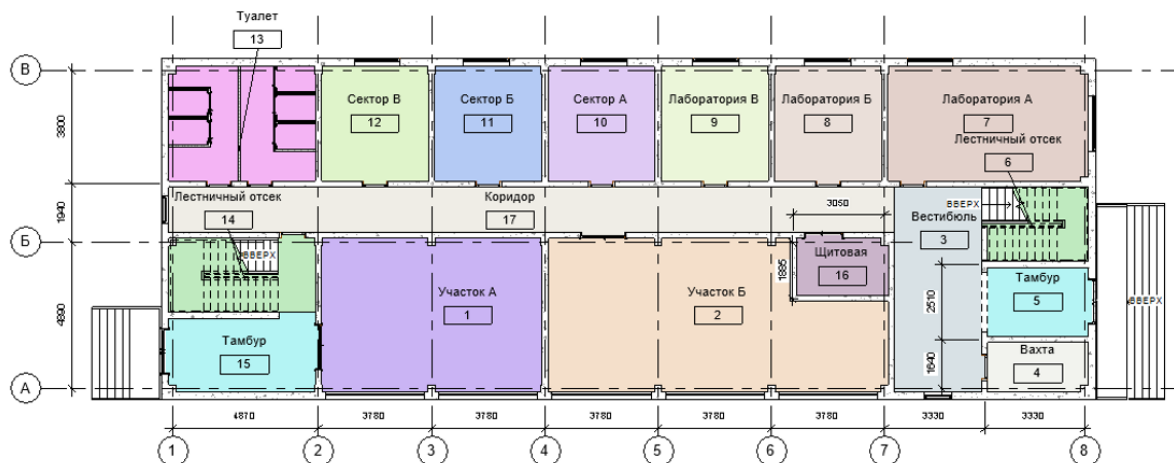 Туалет
13
В
Сектор В
12
Сектор Б
11
Сектор А
10
Лаборатория В
9
Лаборатория Б
8
Лаборатория А
7
Лестничный отсек
6
3800
1940
4890
Лестничный отсек
14
Коридор
17
3050
ВВЕРХ
Вестибюль
3
Б
ВВЕРХ
Щитовая
16
1885
Участок А
1
Участок Б
2
Тамбур
5
2510
ВВЕРХ
Тамбур
15
Вахта
4
1640
А
4870
3780
3780
3780
3780
3780
3330
3330
1
2
3
4
5
6
7
8